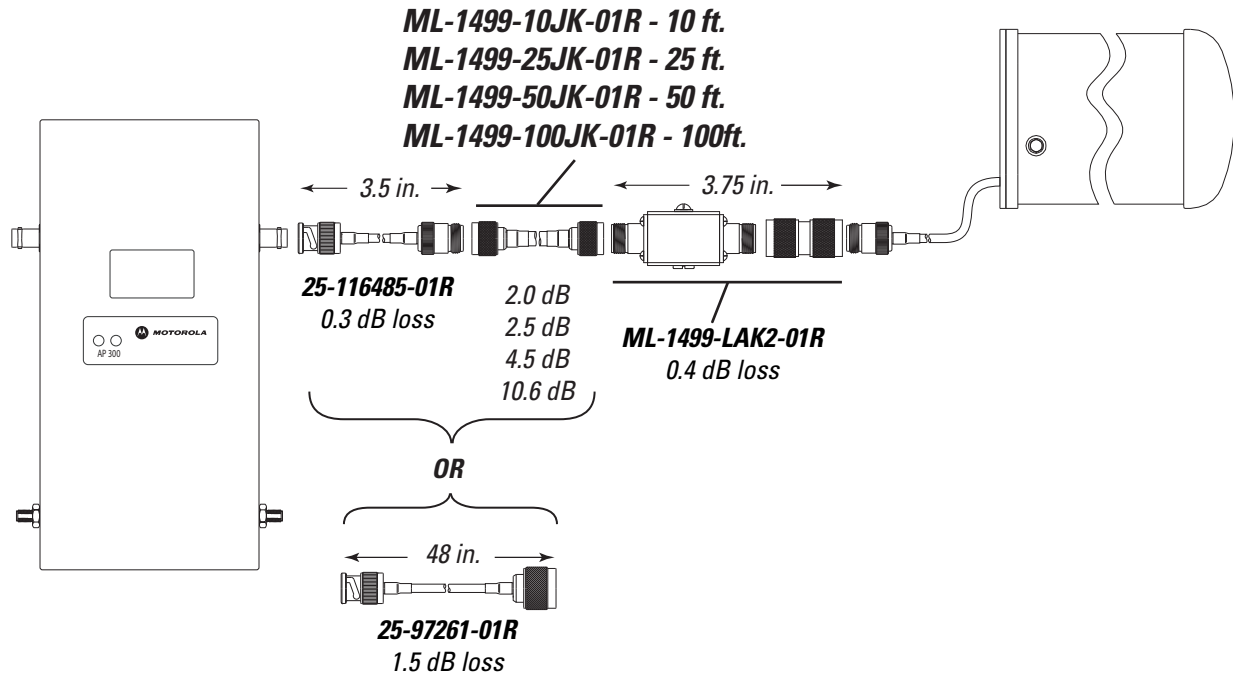 ML-1499-10JK-01R - 10 ft.
ML-1499-25JK-01R - 25 ft.
ML-1499-50JK-01R - 50 ft.
ML-1499-100JK-01R - 100ft.
3.5 in.
3.75 in.
25-116485-01R
0.3 dB loss
2.0 dB
2.5 dB
4.5 dB
10.6 dB
ML-1499-LAK2-01R
0.4 dB loss
MOTOROLA
AP 300
OR
48 in.
25-97261-01R
1.5 dB loss